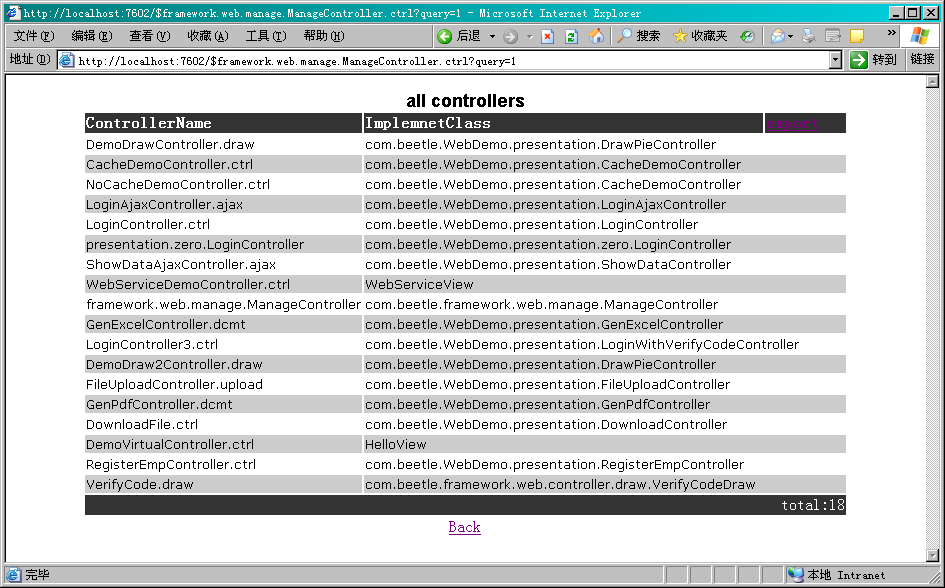 http://localhost:7602/$framework.web.manage.ManageController.ctrl?query=1 - Microsoft Internet Explorer
文件(F) 编辑(E) 查看(V) 收藏(A) 工具(T) 帮助(H) 后退 搜索 收藏夹 »
地址(D) http://localhost:7602/$framework.web.manage.ManageController.ctrl?query=1 转到 链接
all controllers
ControllerName ImplemnetClass
DemoDrawController.draw com.beetle.WebDemo.presentation.DrawPieController
CacheDemoController.ctrl com.beetle.WebDemo.presentation.CacheDemoController
NoCacheDemoController.ctrl com.beetle.WebDemo.presentation.CacheDemoController
LoginAjaxController.ajax com.beetle.WebDemo.presentation.LoginAjaxController
LoginController.ctrl com.beetle.WebDemo.presentation.LoginController
presentation.zero.LoginController com.beetle.WebDemo.presentation.zero.LoginController
ShowDataAjaxController.ajax com.beetle.WebDemo.presentation.ShowDataController
WebServiceDemoController.ctrl WebServiceView
framework.web.manage.ManageController com.beetle.framework.web.manage.ManageController
GenExcelController.dcmt com.beetle.WebDemo.presentation.GenExcelController
LoginController3.ctrl com.beetle.WebDemo.presentation.LoginWithVerifyCodeController
DemoDraw2Controller.draw com.beetle.WebDemo.presentation.DrawPieController
FileUploadController.upload com.beetle.WebDemo.presentation.FileUploadController
GenPdfController.dcmt com.beetle.WebDemo.presentation.GenPdfController
DownloadFile.ctrl com.beetle.WebDemo.presentation.DownloadController
DemoVirtualController.ctrl HelloView
RegisterEmpController.ctrl com.beetle.WebDemo.presentation.RegisterEmpController
VerifyCode.draw com.beetle.framework.web.controller.draw.VerifyCodeDraw
total:18
Back
完毕 本地 Intranet